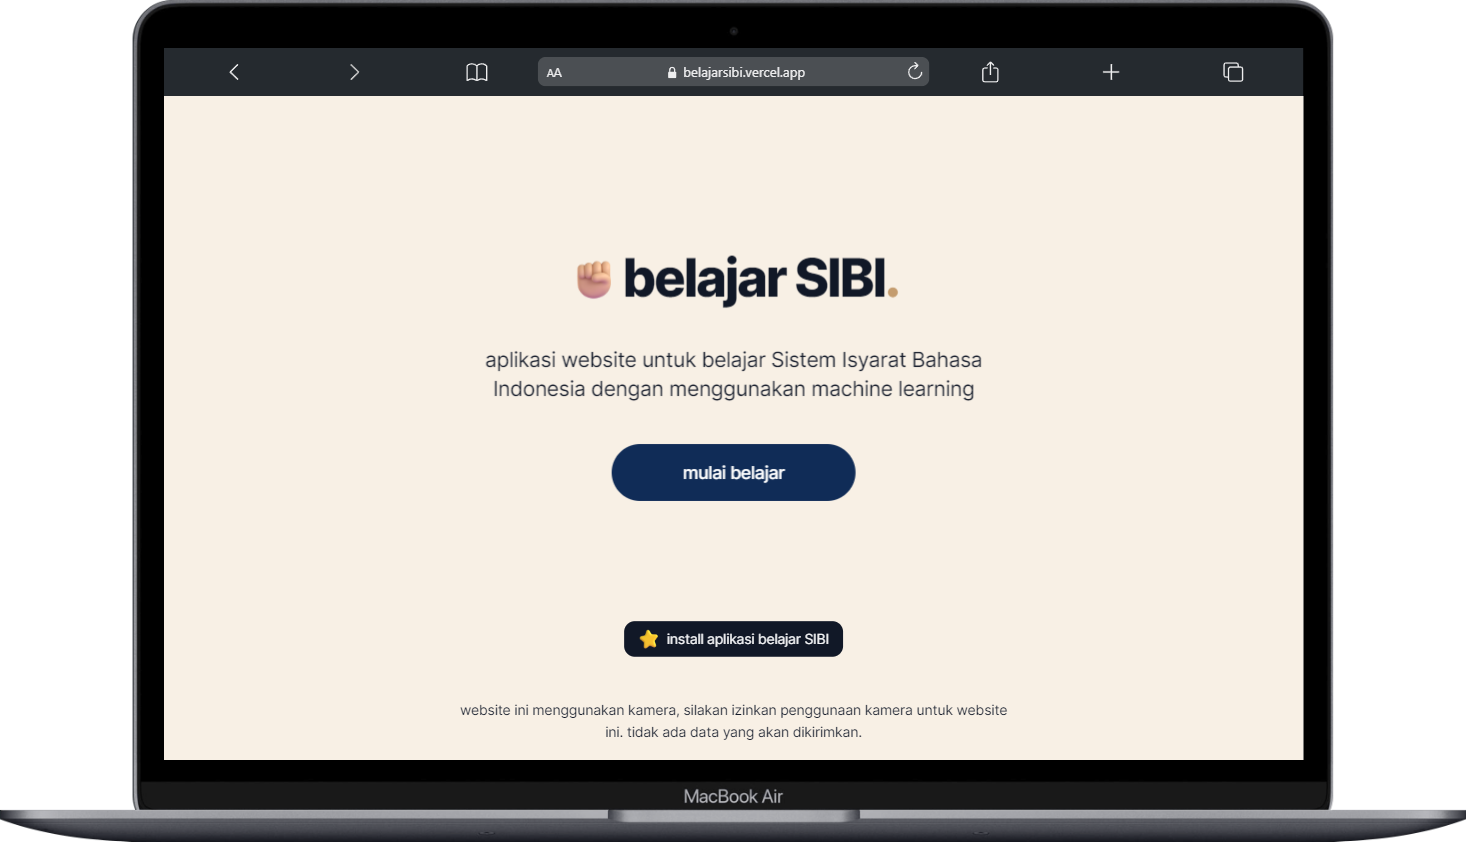 AA belajarsibi.vercel.app
belajar SIBI.
aplikasi website untuk belajar Sistem Isyarat Bahasa
Indonesia dengan menggunakan machine learning
mulai belajar
install aplikasi belajar SIBI
website ini menggunakan kamera, silakan izinkan penggunaan kamera untuk website
ini. tidak ada data yang akan dikirimkan.
MacBook Air